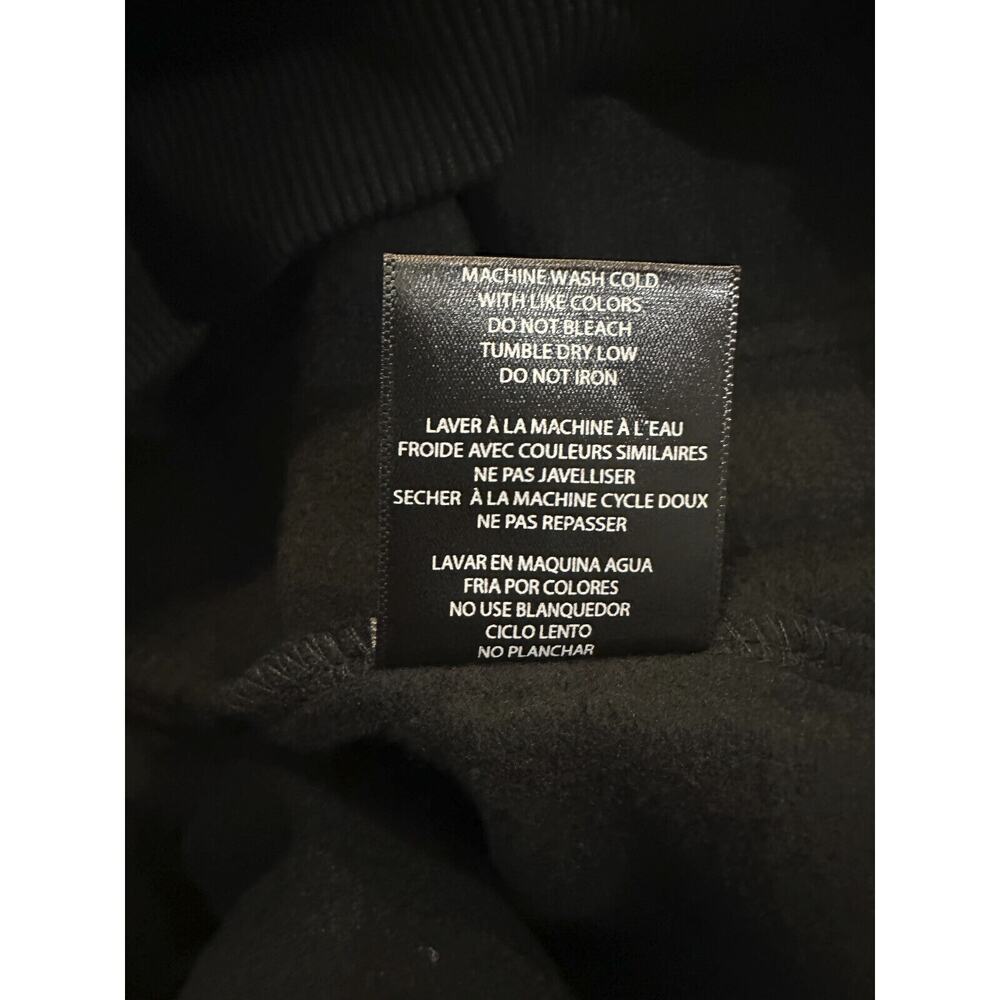 MACHINE WASH COLD
WITH LIKE COLORS
DO NOT BLEACH
TUMBLE DRY LOW
DO NOT IRON
LAVER À LA MACHINE À L'EAU
FROIDE AVEC COULEURS SIMILAIRES
NE PAS JAVELLISER
SECHER À LA MACHINE CYCLE DOUX
NE PAS REPASSER
LAVAR EN MAQUINA AGUA
FRIA POR COLORES
NO USE BLANQUEDOR
CICLO LENTO
NO PLANCHAR